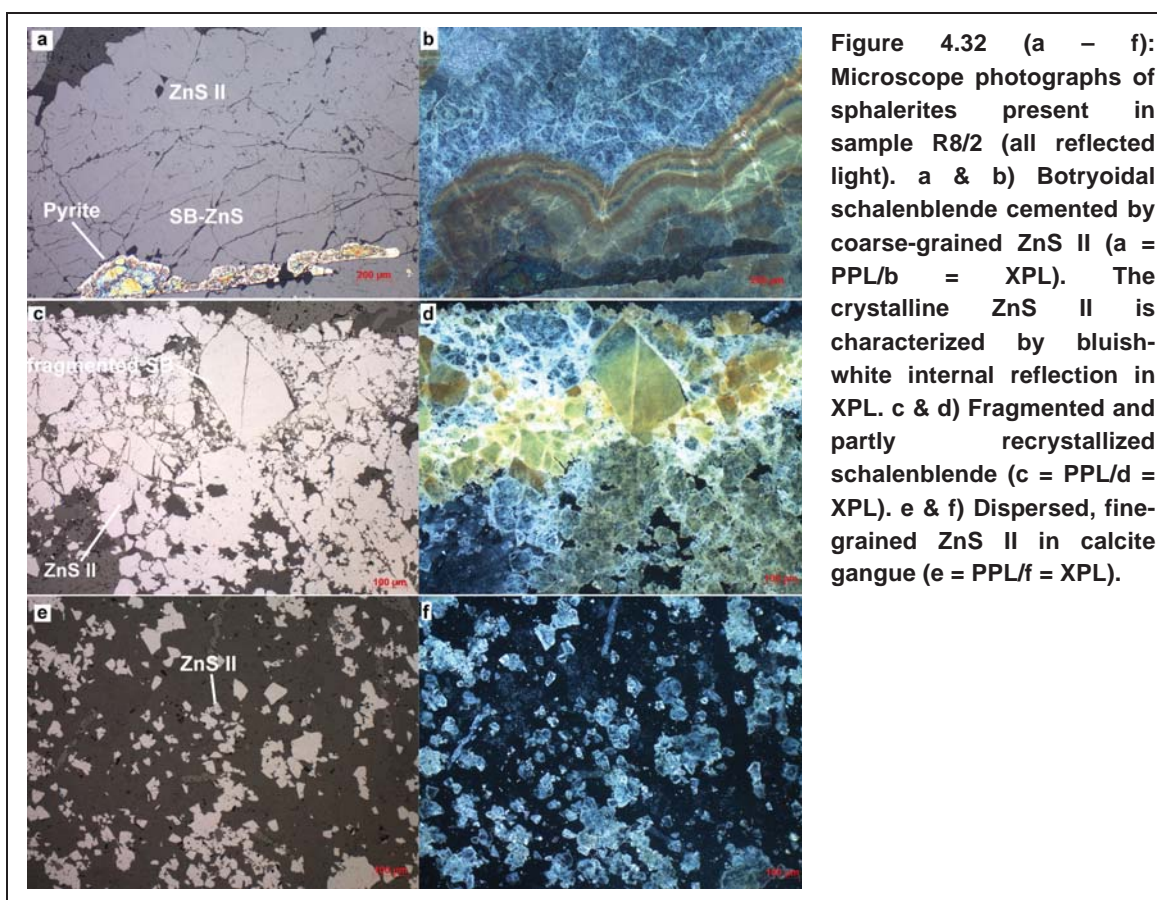 a
ZnS II
SB-ZnS
Pyrite
200 µm
b
c
fragmented SB
ZnS II
100 µm
d
e
ZnS II
f
Figure 4.32 (a – f):
Microscope photographs of
sphalerites present in
sample R8/2 (all reflected
light). a & b) Botryoidal
schalenblende cemented by
coarse-grained ZnS II (a =
PPL/b = XPL). The
crystalline ZnS II is
characterized by bluish-
white internal reflection in
XPL. c & d) Fragmented and
partly recrystallized
schalenblende (c = PPL/d =
XPL). e & f) Dispersed, fine-
grained ZnS II in calcite
gangue (e = PPL/f = XPL).